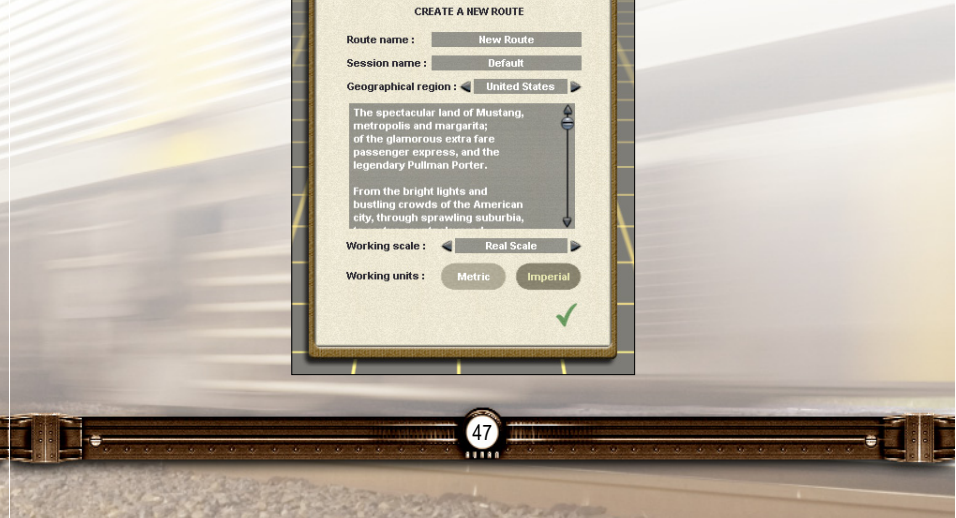 CREATE A NEW ROUTE
Route name : New Route
Session name : Default
Geographical region : United States
The spectacular land of Mustang,
metropolis and margarita;
of the glamorous extra fare
passenger express, and the
legendary Pullman Porter.
From the bright lights and
bustling crowds of the American
city, through sprawling suburbia,
Working scale : Real Scale
Working units : Metric Imperial
47